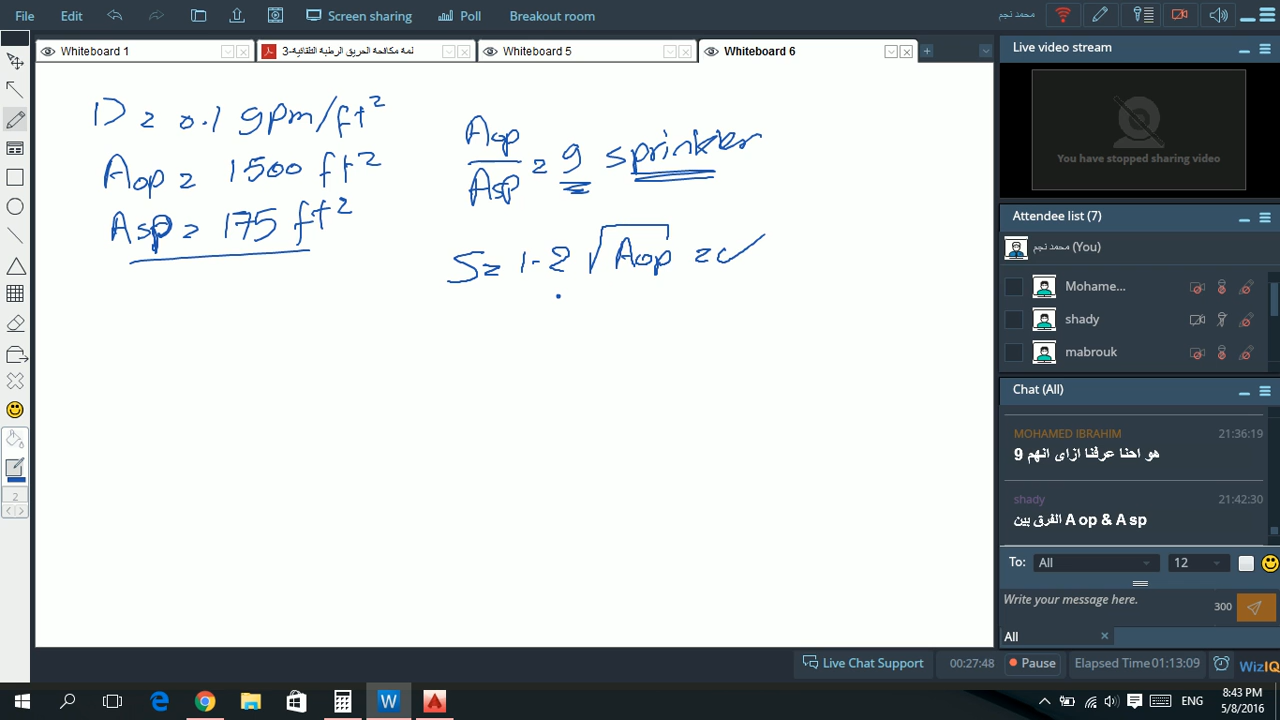 File Edit Screen sharing Poll Breakout room محمد نجم
Whiteboard 1 3-لمة مكافحة الحريق الرطبة التلقائية Whiteboard 5 Whiteboard 6
D = 0.1 gpm/ft²
Aop = 1500 ft²
Asp = 175 ft²
Aop
Asp
= 9 sprinkler
S = 1.2 √Aop = ✓
Live video stream
You have stopped sharing video
Attendee list (7)
محمد نجم (You)
Mohame...
shady
mabrouk
Chat (All)
MOHAMED IBRAHIM 21:36:19
هو احنا عرفنا ازاى انهم 9
shady 21:42:30
الفرق بين A op & A sp
To: All 12
Write your message here. 300
All
2
Live Chat Support 00:27:48 Pause Elapsed Time 01:13:09 WizIQ
ENG 8:43 PM
5/8/2016